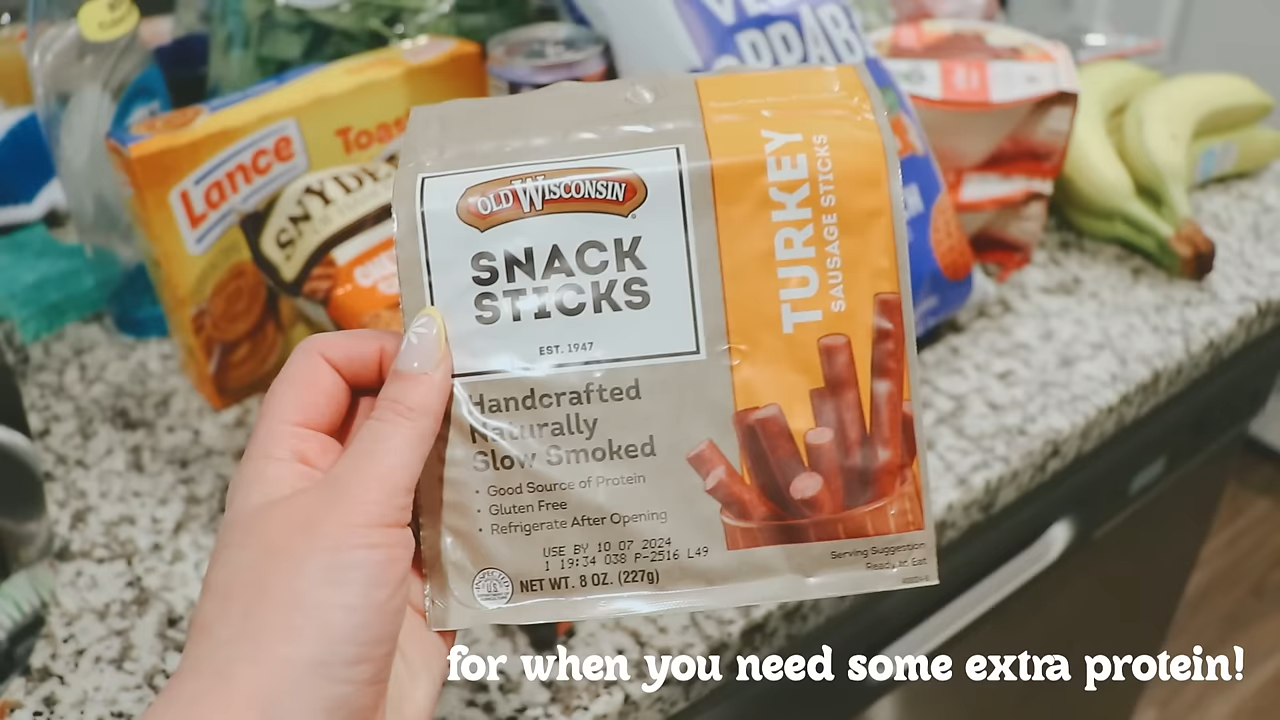 Lance
Toas
SNYDE
OLD WISCONSIN
SNACK
STICKS
EST. 1947
TURKEY
SAUSAGE STICKS
Handcrafted
Naturally
Slow Smoked
• Good Source of Protein
• Gluten Free
• Refrigerate After Opening
USE BY 10 07 2024
1 19:34 038 P-2516 L49
NET WT. 8 OZ. (227g)
Serving Suggestion
Ready to Eat
for when you need some extra protein!